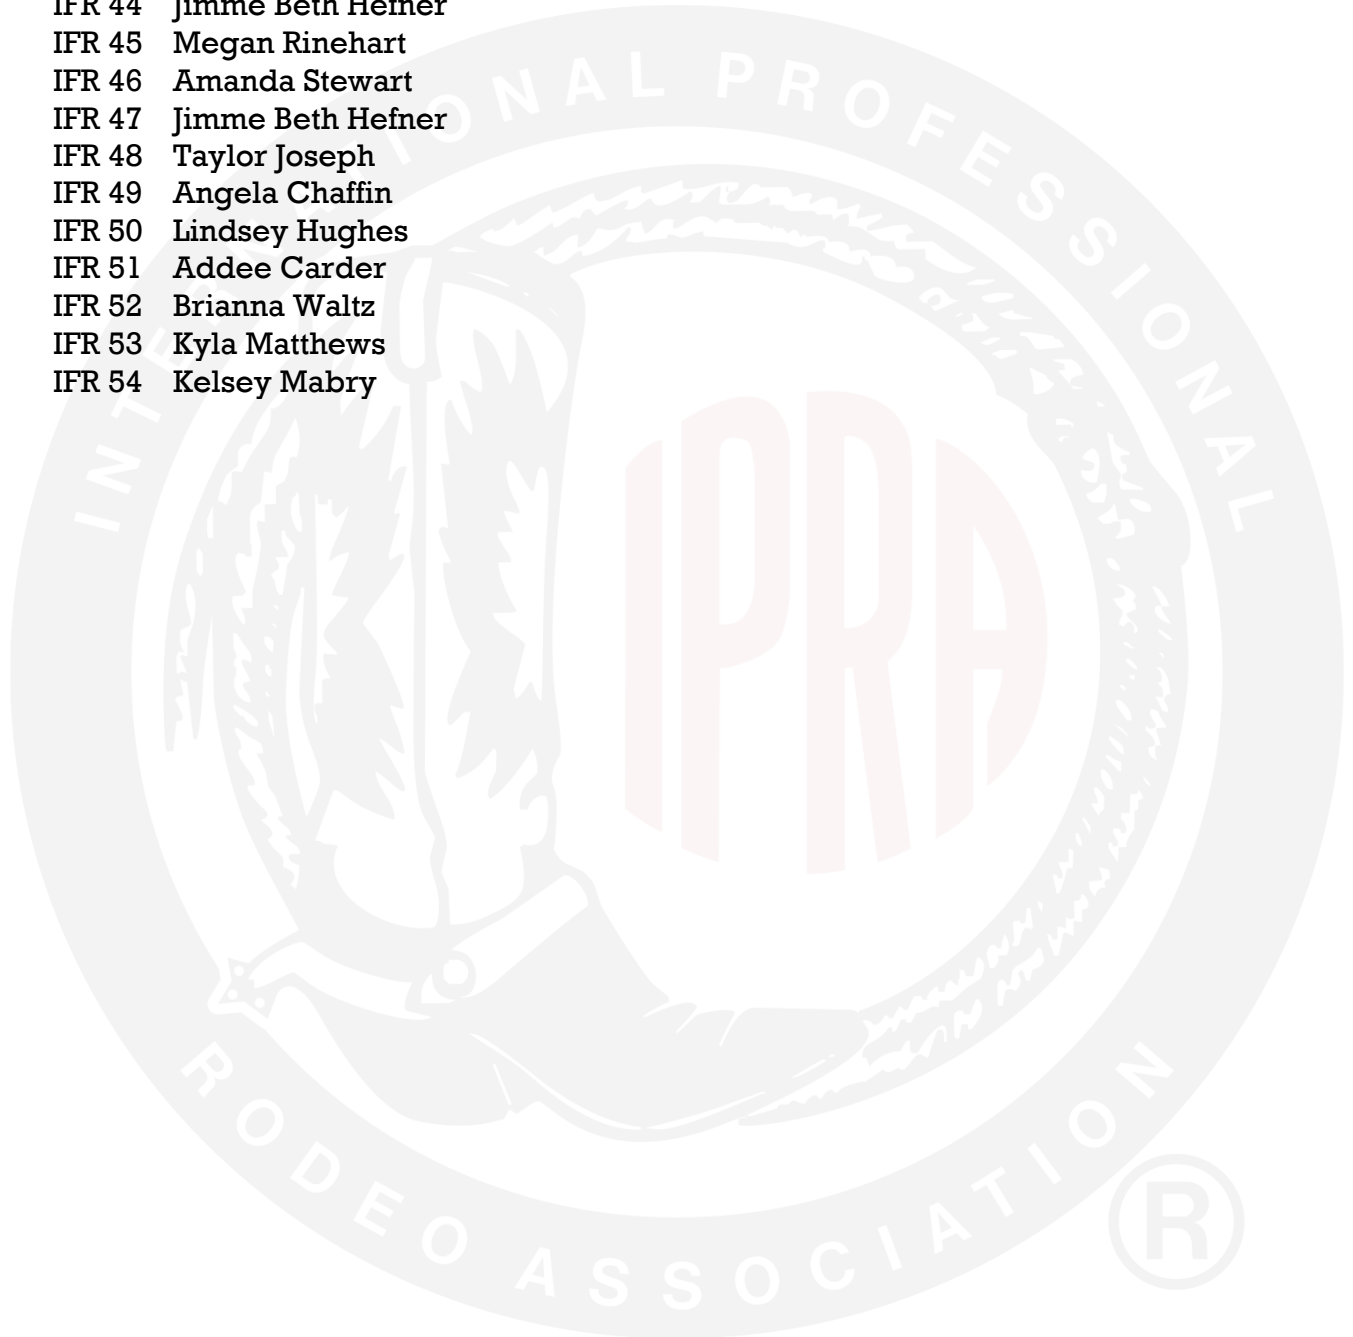 IFR 44 Jimme Beth Hefner
IFR 45 Megan Rinehart
IFR 46 Amanda Stewart
IFR 47 Jimme Beth Hefner
IFR 48 Taylor Joseph
IFR 49 Angela Chaffin
IFR 50 Lindsey Hughes
IFR 51 Addee Carder
IFR 52 Brianna Waltz
IFR 53 Kyla Matthews
IFR 54 Kelsey Mabry
INTERNATIONAL PROFESSIONAL
IPRA
RODEO ASSOCIATION
®